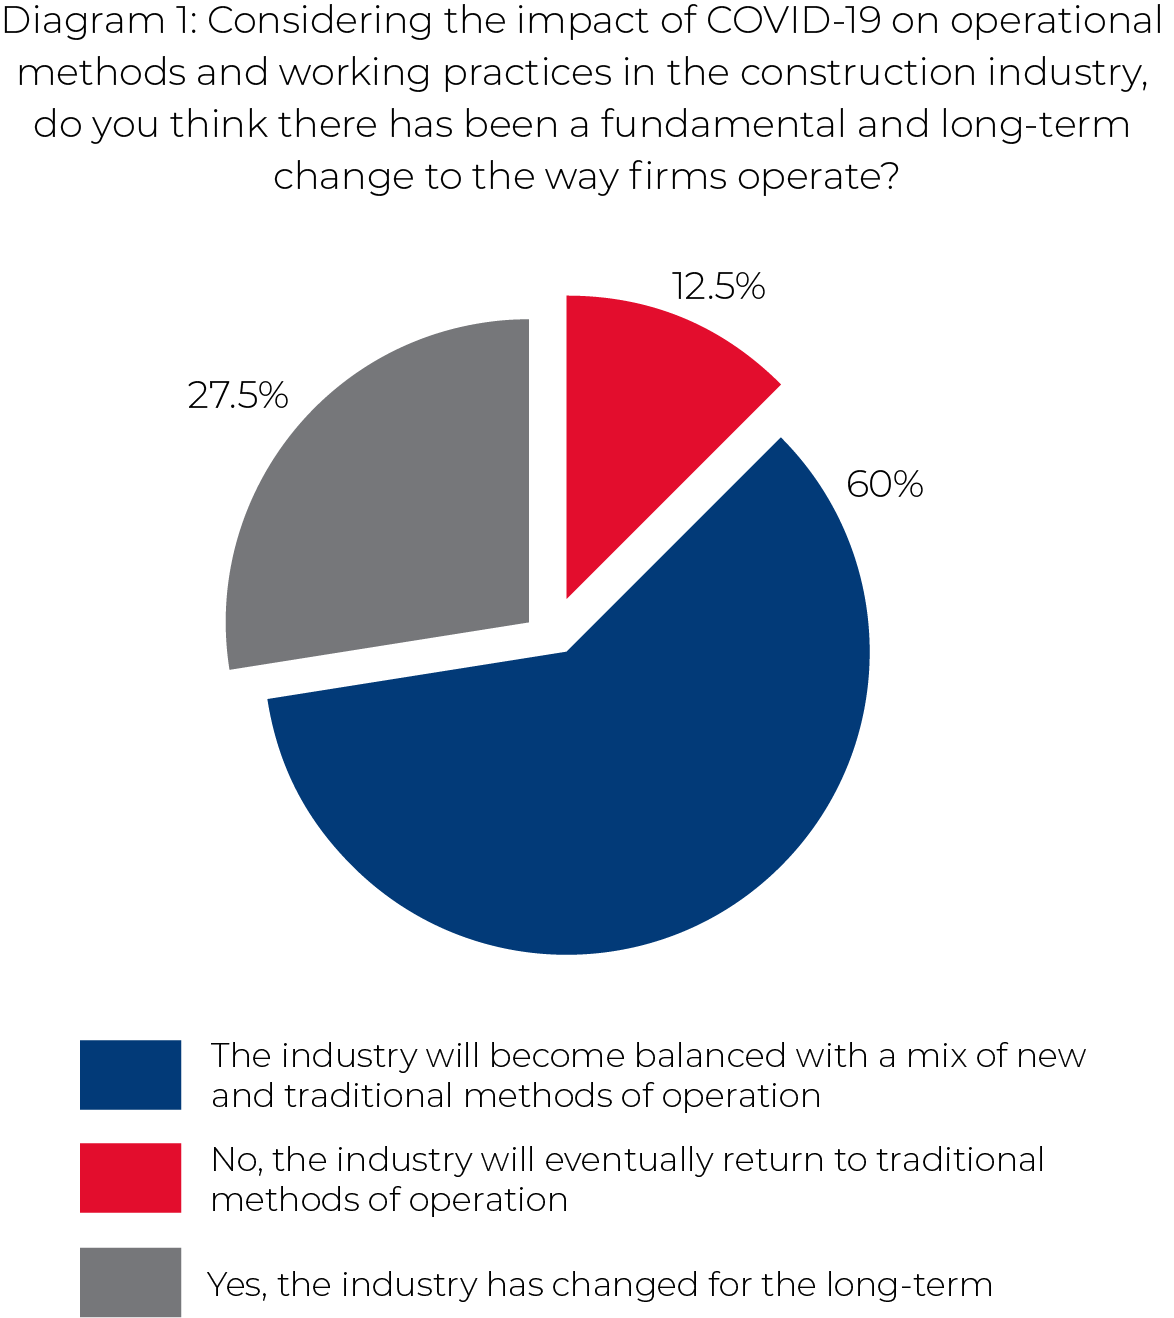 Diagram 1: Considering the impact of COVID-19 on operational
methods and working practices in the construction industry,
do you think there has been a fundamental and long-term
change to the way firms operate?
12.5%
27.5%
60%
The industry will become balanced with a mix of new
and traditional methods of operation
No, the industry will eventually return to traditional
methods of operation
Yes, the industry has changed for the long-term